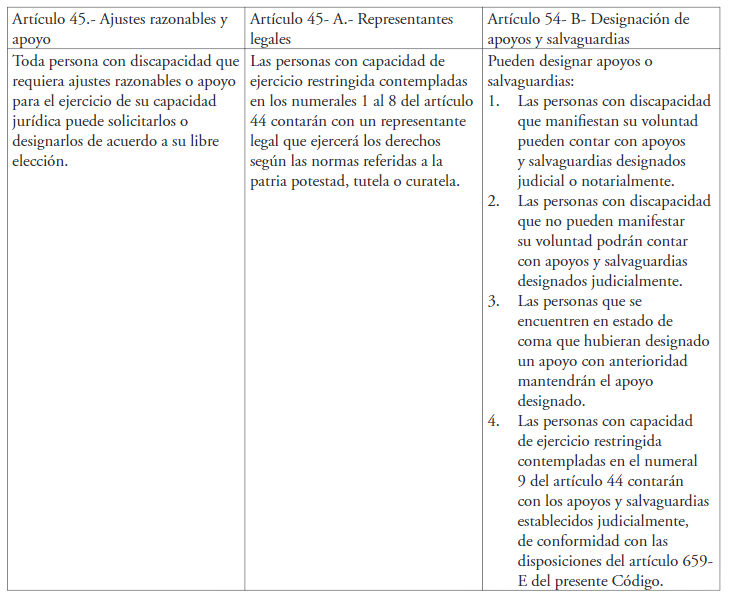 Artículo 45.- Ajustes razonables y
apoyo
Artículo 45- A.- Representantes
legales
Artículo 54- B- Designación de
apoyos y salvaguardias
Toda persona con discapacidad que
requiera ajustes razonables o apoyo
para el ejercicio de su capacidad
jurídica puede solicitarlos o
designarlos de acuerdo a su libre
elección.
Las personas con capacidad de
ejercicio restringida contempladas
en los numerales 1 al 8 del artículo
44 contarán con un representante
legal que ejercerá los derechos
según las normas referidas a la
patria potestad, tutela o curatela.
Pueden designar apoyos o
salvaguardias:
1. Las personas con discapacidad
que manifiestan su voluntad
pueden contar con apoyos
y salvaguardias designados
judicial o notarialmente.
2. Las personas con discapacidad
que no pueden manifestar
su voluntad podrán contar
con apoyos y salvaguardias
designados judicialmente.
3. Las personas que se
encuentren en estado de
coma que hubieran designado
un apoyo con anterioridad
mantendrán el apoyo
designado.
4. Las personas con capacidad
de ejercicio restringida
contempladas en el numeral
9 del artículo 44 contarán
con los apoyos y salvaguardias
establecidos judicialmente,
de conformidad con las
disposiciones del artículo 659-
E del presente Código.